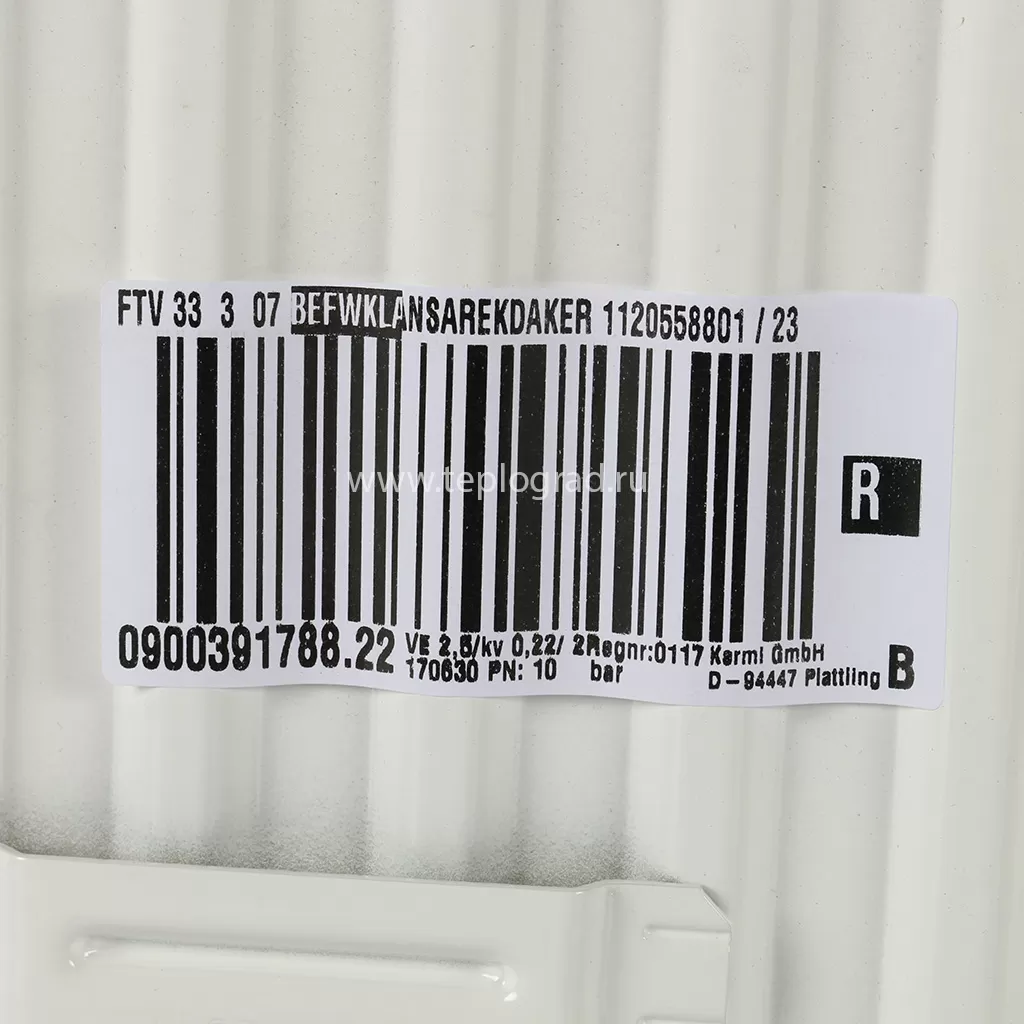 FTV 33 3 07 BEFWKLANSAREKDAKER 1120558801 / 23
www.teplograd.ru
R
0900391788.22 VE 2,5/kv 0,22/ 2Regnr:0117 Kermi GmbH
170630 PN: 10 bar D-94447 Plattling B